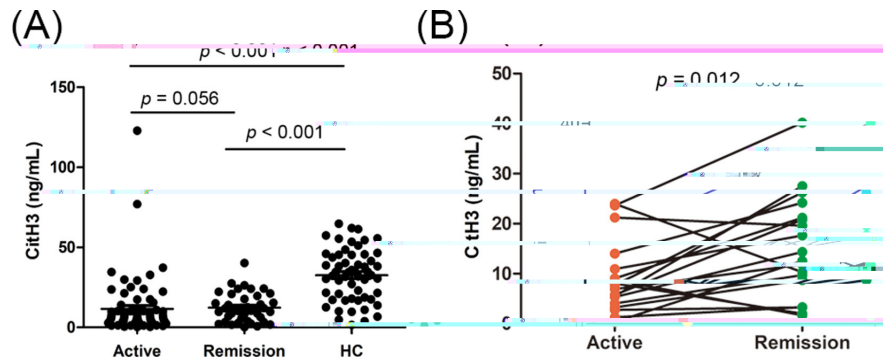 (A)
(B)
p < 0.001
p = 0.056
p < 0.001
CitH3 (ng/mL)
150
100
50
0
Active
Remission
HC
p = 0.012
50
40
30
20
10
0
Active
Remission